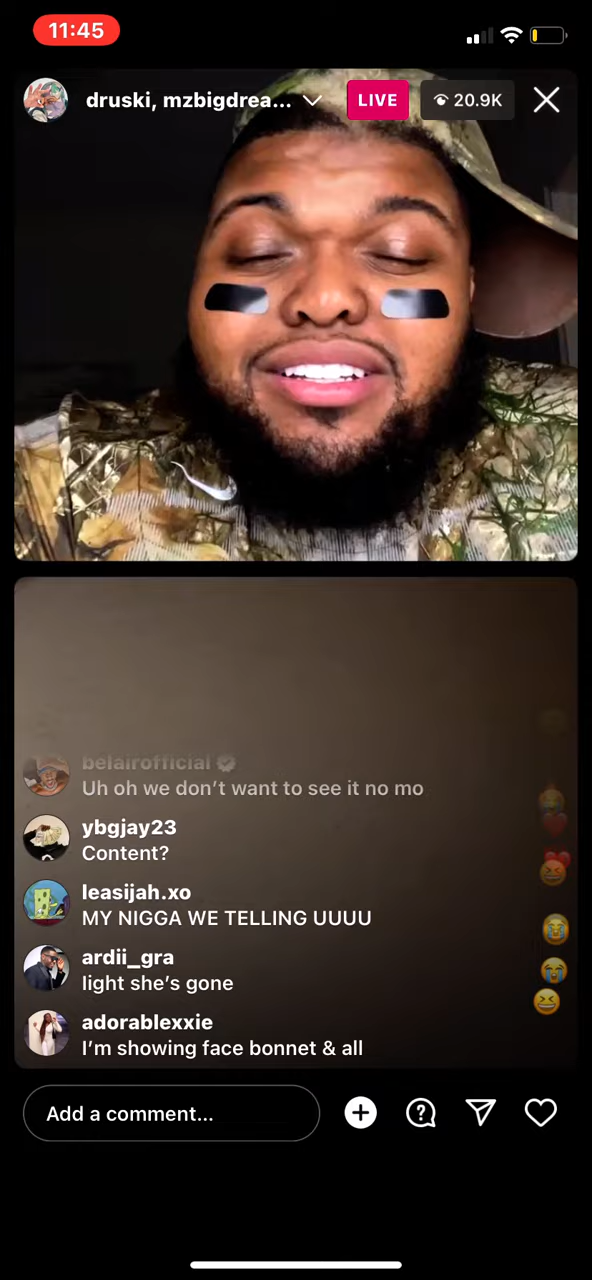 11:45
druski, mzbigdrea...
LIVE
20.9K
belairofficial
Uh oh we don’t want to see it no mo
ybgjay23
Content?
leasijah.xo
MY NIGGA WE TELLING UUUU
ardii_gra
light she’s gone
adorablexxie
I’m showing face bonnet & all
Add a comment...